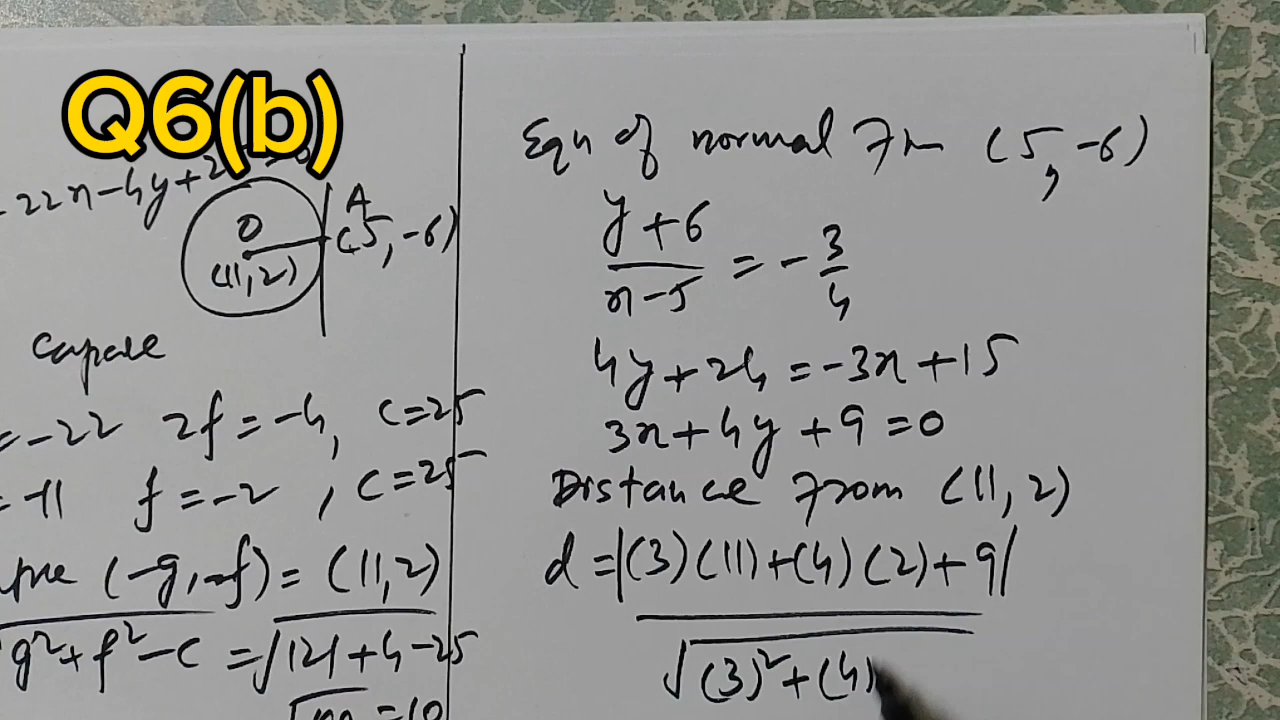 Q6(b)
-22x-4y+2
O
(11,2)
A
(5,-6)
=-22 2f=-4, c=25
=-11 f=-2 , c=25
(-g,-f)=(11,2)
g²+f²-c =√121+4-25
=10
Eqn of normal (5,-6)
y+6
x-5
= -3/4
4y+24=-3x+15
3x+4y+9=0
Distance from (11,2)
d=|(3)(11)+(4)(2)+9|
√(3)²+(4)